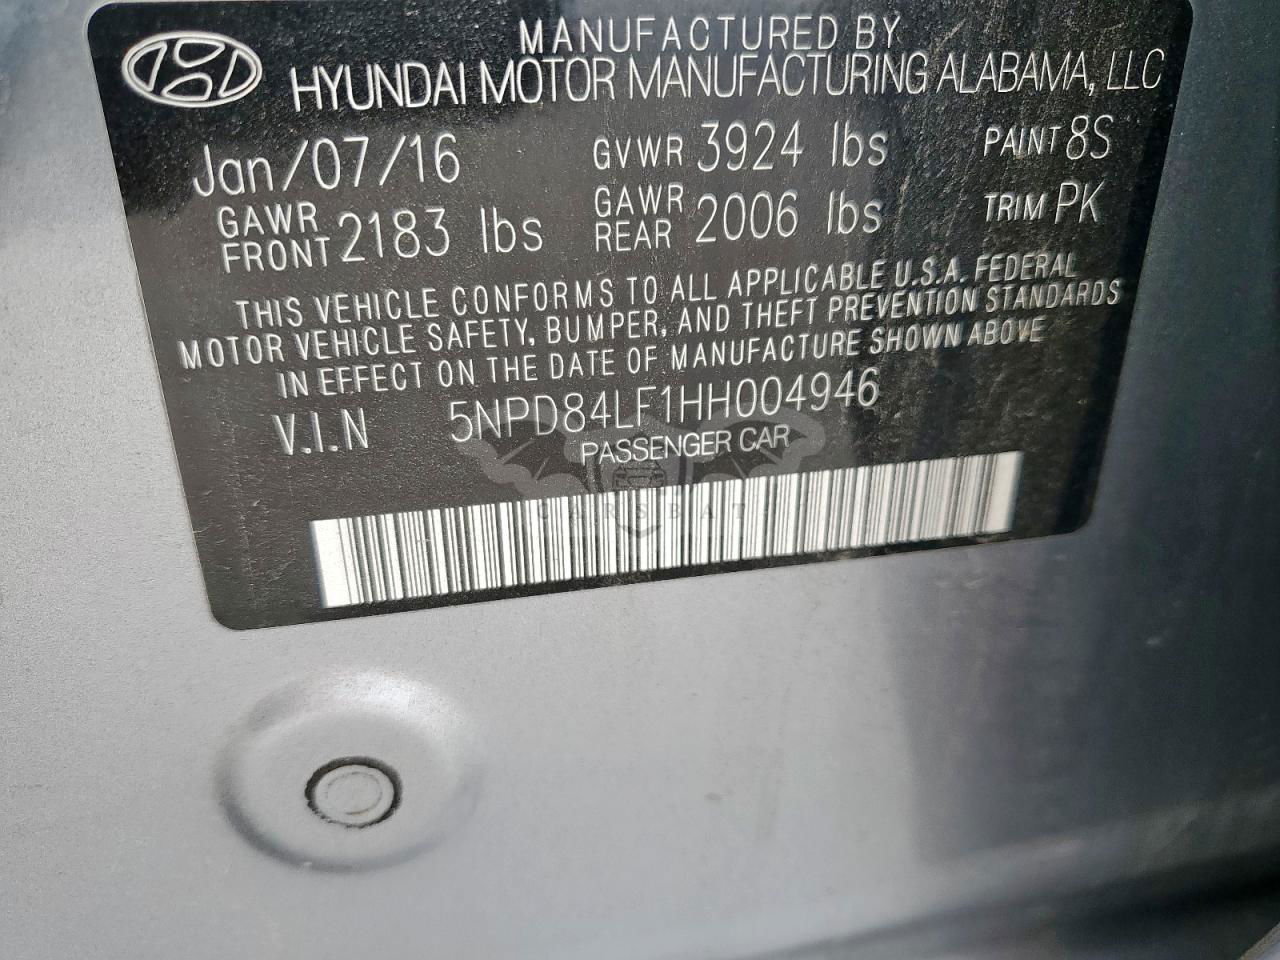 MANUFACTURED BY
HYUNDAI MOTOR MANUFACTURING ALABAMA, LLC
Jan/07/16 GVWR 3924 lbs PAINT 8S
GAWR FRONT 2183 lbs GAWR REAR 2006 lbs TRIM PK
THIS VEHICLE CONFORMS TO ALL APPLICABLE U.S.A. FEDERAL
MOTOR VEHICLE SAFETY, BUMPER, AND THEFT PREVENTION STANDARDS
IN EFFECT ON THE DATE OF MANUFACTURE SHOWN ABOVE
V.I.N 5NPD84LF1HH004946
PASSENGER CAR
CARSBAT